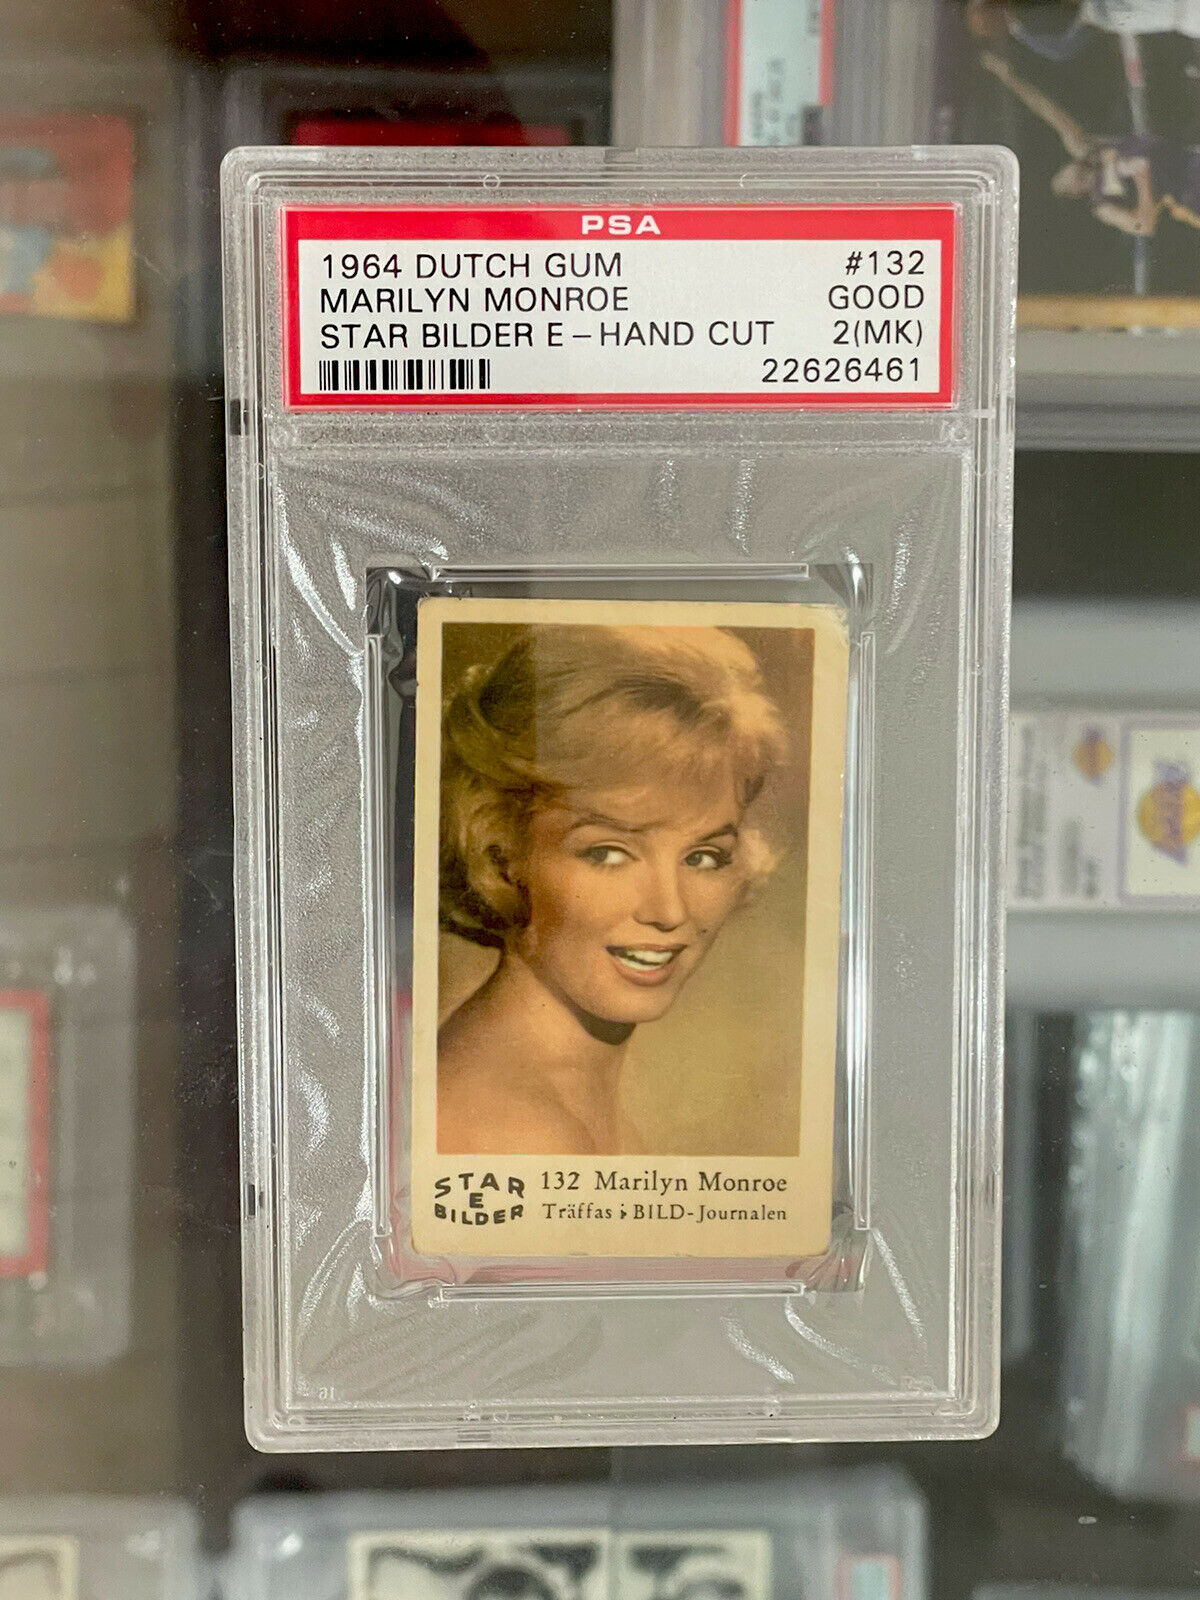 PSA
1964 DUTCH GUM #132
MARILYN MONROE GOOD
STAR BILDER E-HAND CUT 2(MK)
22626461
STAR
E
BILDER
132 Marilyn Monroe
Träffas i BILD-Journalen